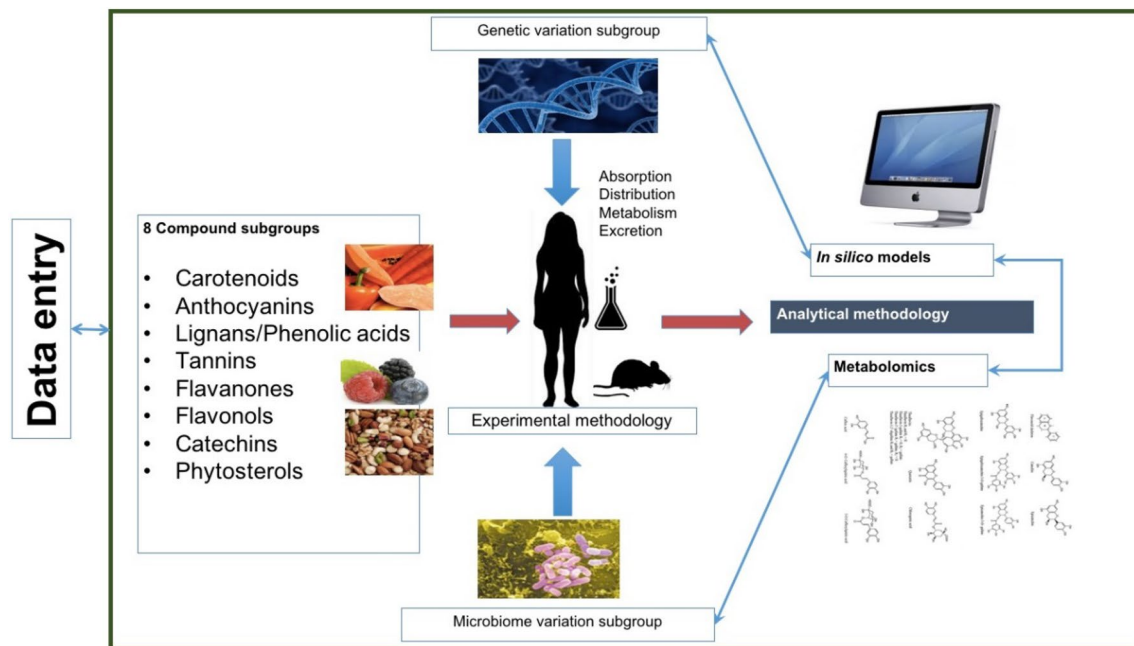 Genetic variation subgroup
Data entry
8 Compound subgroups
• Carotenoids
• Anthocyanins
• Lignans/Phenolic acids
• Tannins
• Flavanones
• Flavonols
• Catechins
• Phytosterols
Absorption
Distribution
Metabolism
Excretion
Experimental methodology
Microbiome variation subgroup
In silico models
Analytical methodology
Metabolomics